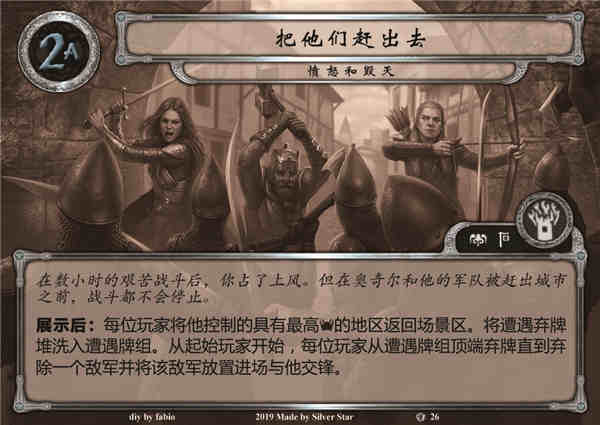 2A
把他们赶出去
愤怒和毁灭
在数小时的艰苦战斗后，你占了上风。但在奥奇尔和他的军队被赶出城市
之前，战斗都不会停止。
展示后：每位玩家将他控制的具有最高的地区返回场景区。将遭遇弃牌
堆洗入遭遇牌组。从起始玩家开始，每位玩家从遭遇牌组顶端弃牌直到弃
除一个敌军并将该敌军放置进场与他交锋。
diy by fabio 2019 Made by Silver Star 26